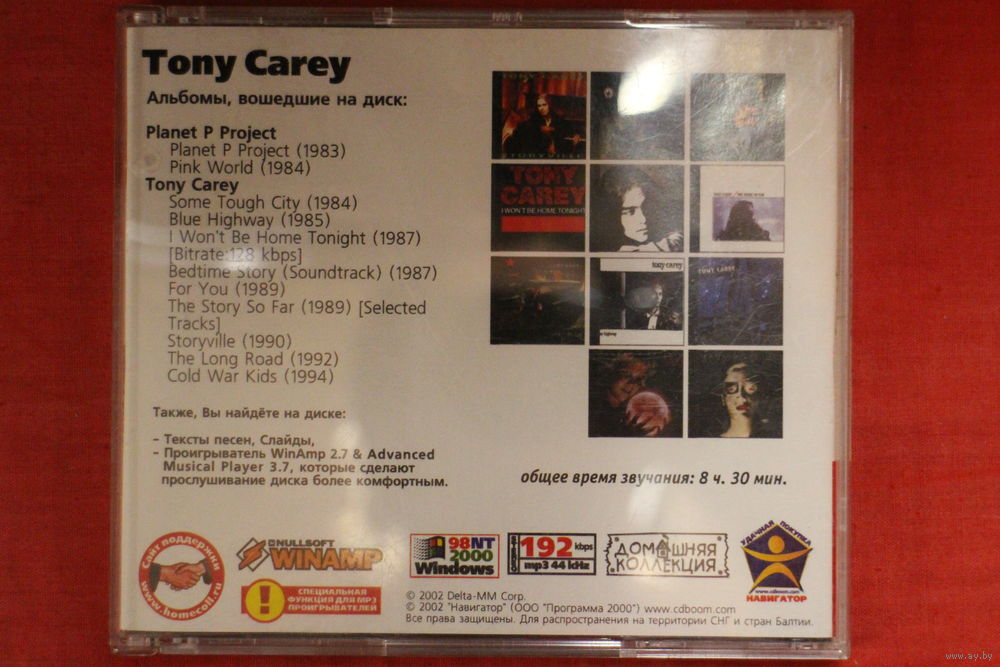 Tony Carey
Альбомы, вошедшие на диск:
Planet P Project
Planet P Project (1983)
Pink World (1984)
Tony Carey
Some Tough City (1984)
Blue Highway (1985)
I Won't Be Home Tonight (1987)
[Bitrate:128 kbps]
Bedtime Story (Soundtrack) (1987)
For You (1989)
The Story So Far (1989) [Selected
Tracks]
Storyville (1990)
The Long Road (1992)
Cold War Kids (1994)
Также, Вы найдёте на диске:
– Тексты песен, Слайды,
– Проигрыватель WinAmp 2.7 & Advanced
Musical Player 3.7, которые сделают
прослушивание диска более комфортным.
STORYVILLE
TONY
CAREY
I WON'T BE HOME TONIGHT
tony carey
TONY CAREY
общее время звучания: 8 ч. 30 мин.
Сайт поддержки
www.homecoll.ru
NULLSOFT
WINAMP
СПЕЦИАЛЬНАЯ
ФУНКЦИЯ ДЛЯ MP3
ПРОИГРЫВАТЕЛЕЙ
98NT
2000
Windows
STEREO
192 kbps
mp3 44 kHz
ДОМАШНЯЯ
КОЛЛЕКЦИЯ
УДАЧНАЯ ПОКУПКА
www.cdboom.com
НАВИГАТОР
© 2002 Delta-MM Corp.
© 2002 "Навигатор" (ООО "Программа 2000") www.cdboom.com
Все права защищены. Для распространения на территории СНГ и стран Балтии.
www.ay.by